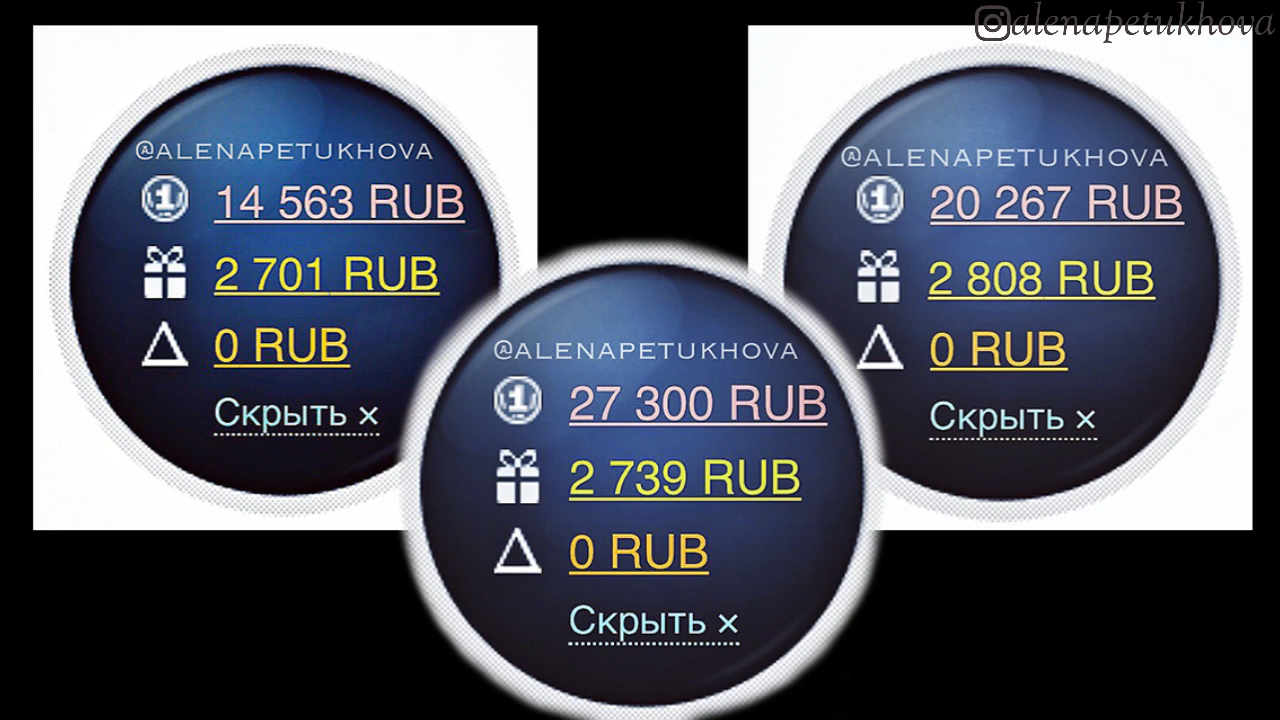 @alenapetukhova
@ALENAPETUKHOVA
14 563 RUB
2 701 RUB
0 RUB
Скрыть ×
@ALENAPETUKHOVA
20 267 RUB
2 808 RUB
0 RUB
Скрыть ×
@ALENAPETUKHOVA
27 300 RUB
2 739 RUB
0 RUB
Скрыть ×